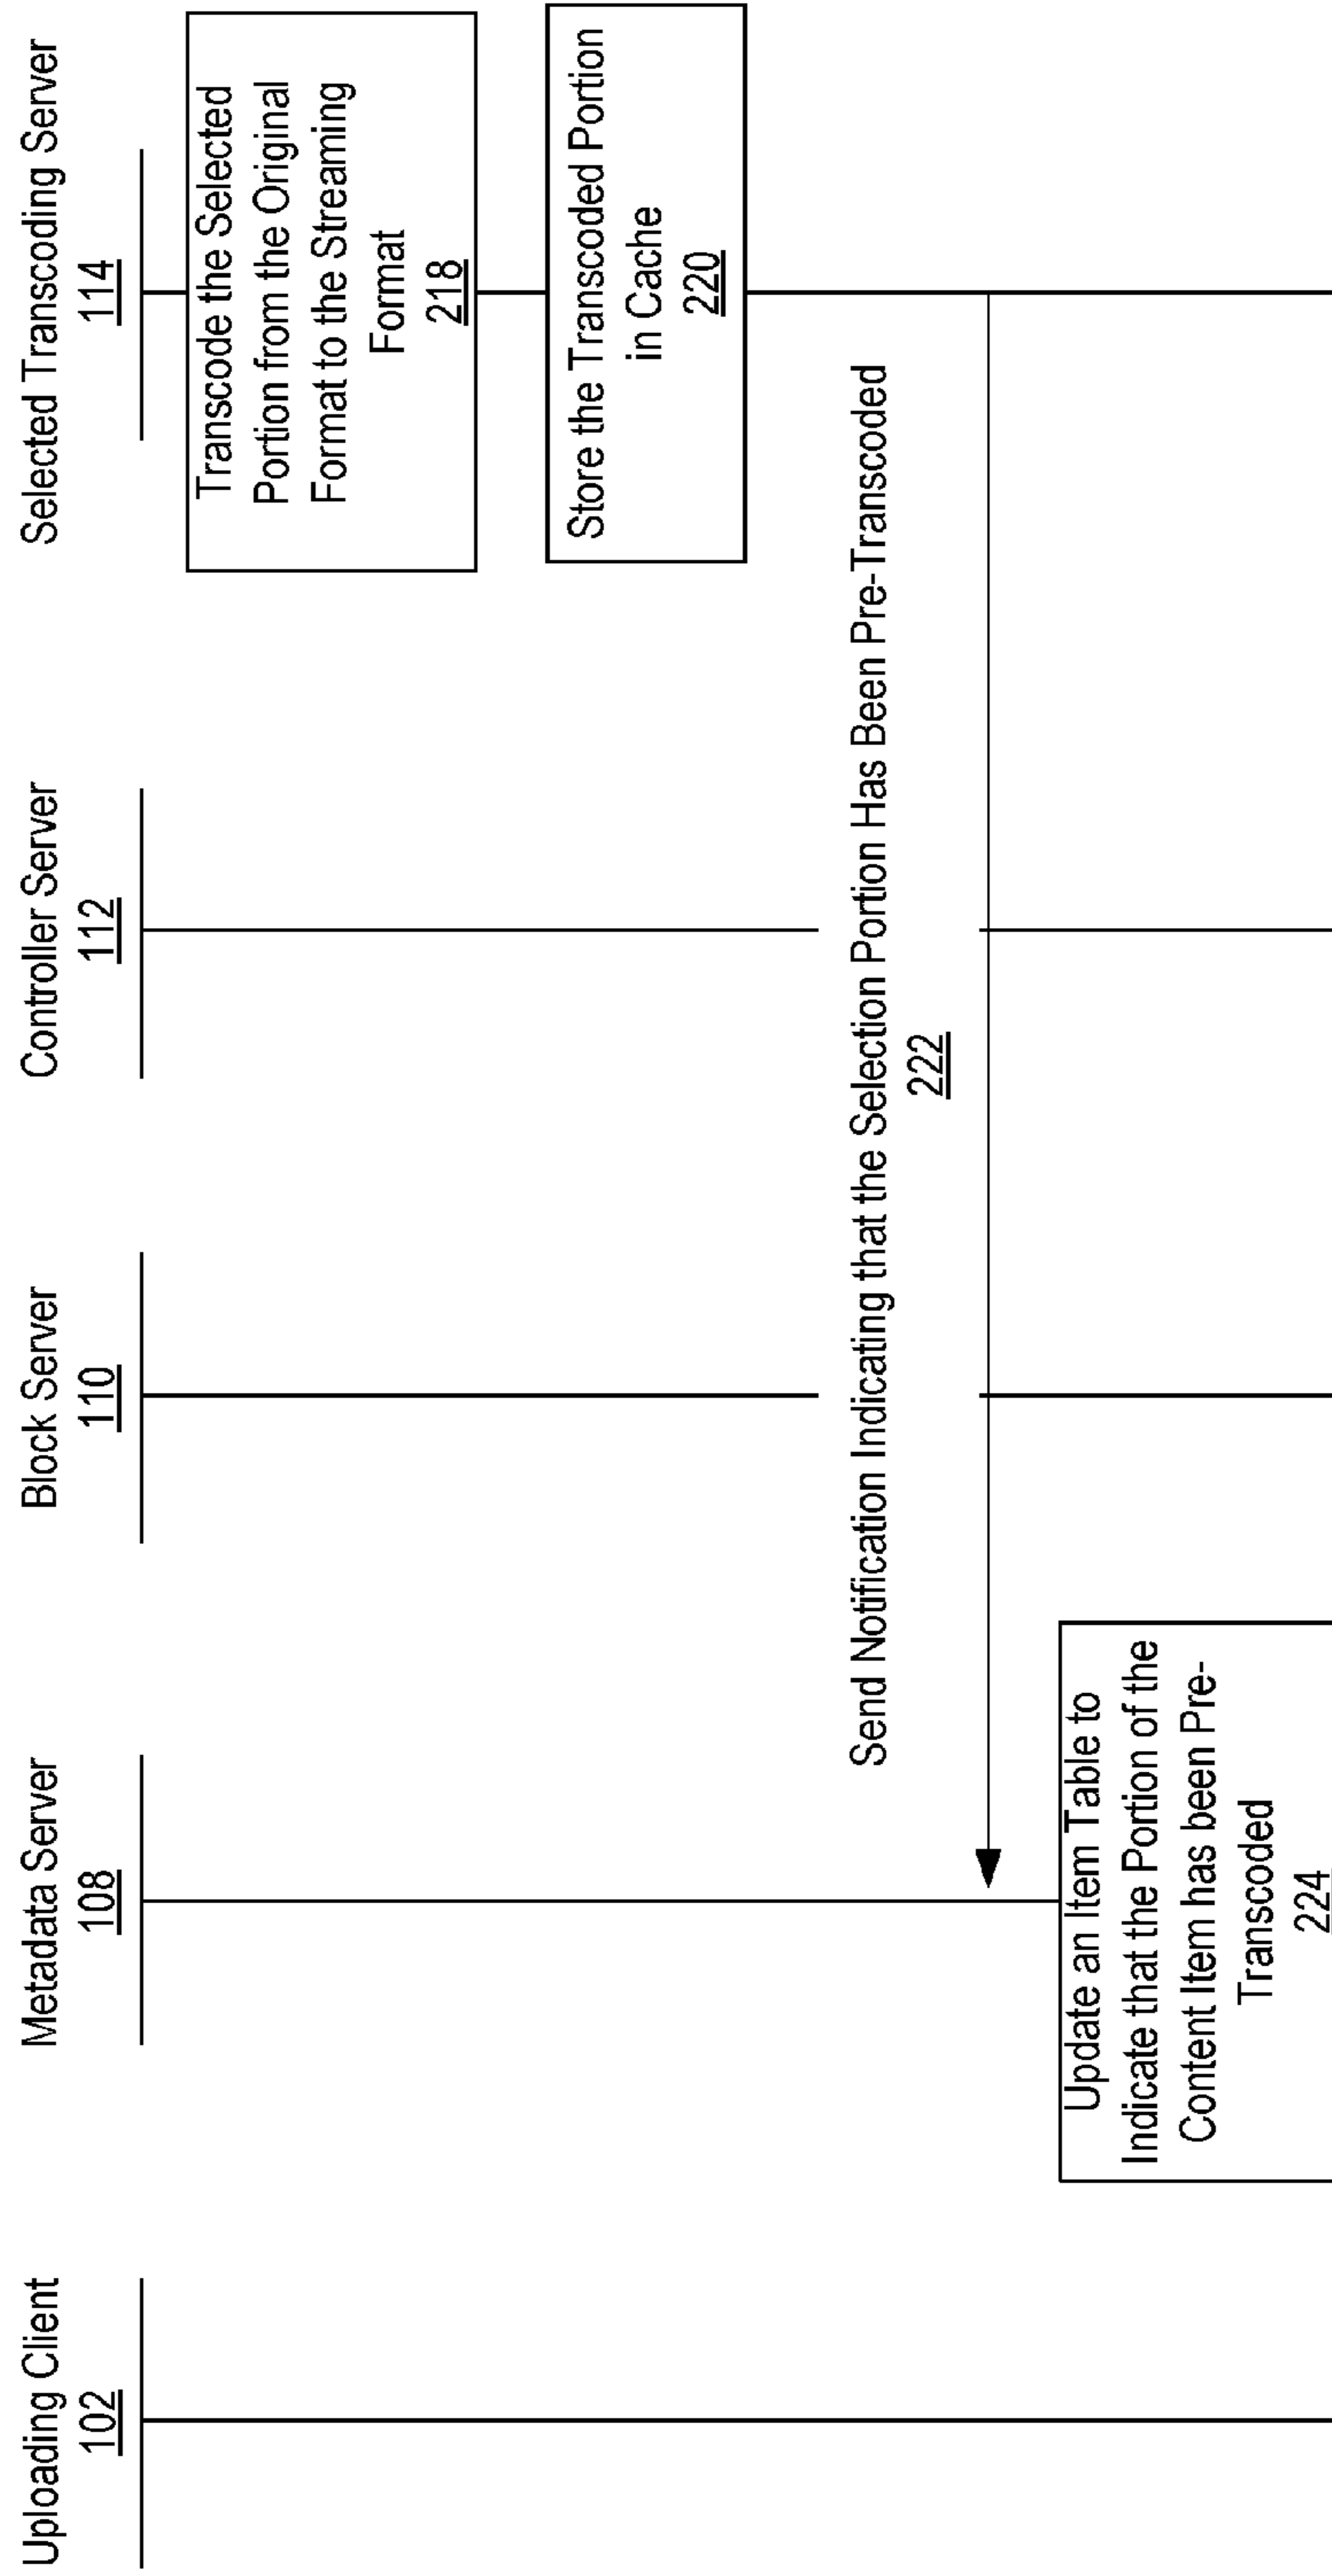 Uploading Client
102
Metadata Server
108
Block Server
110
Controller Server
112
Selected Transcoding Server
114
Transcode the Selected
Portion from the Original
Format to the Streaming
Format
218
Store the Transcoded Portion
in Cache
220
Send Notification Indicating that the Selection Portion Has Been Pre-Transcoded
222
Update an Item Table to
Indicate that the Portion of the
Content Item has been Pre-
Transcoded
224